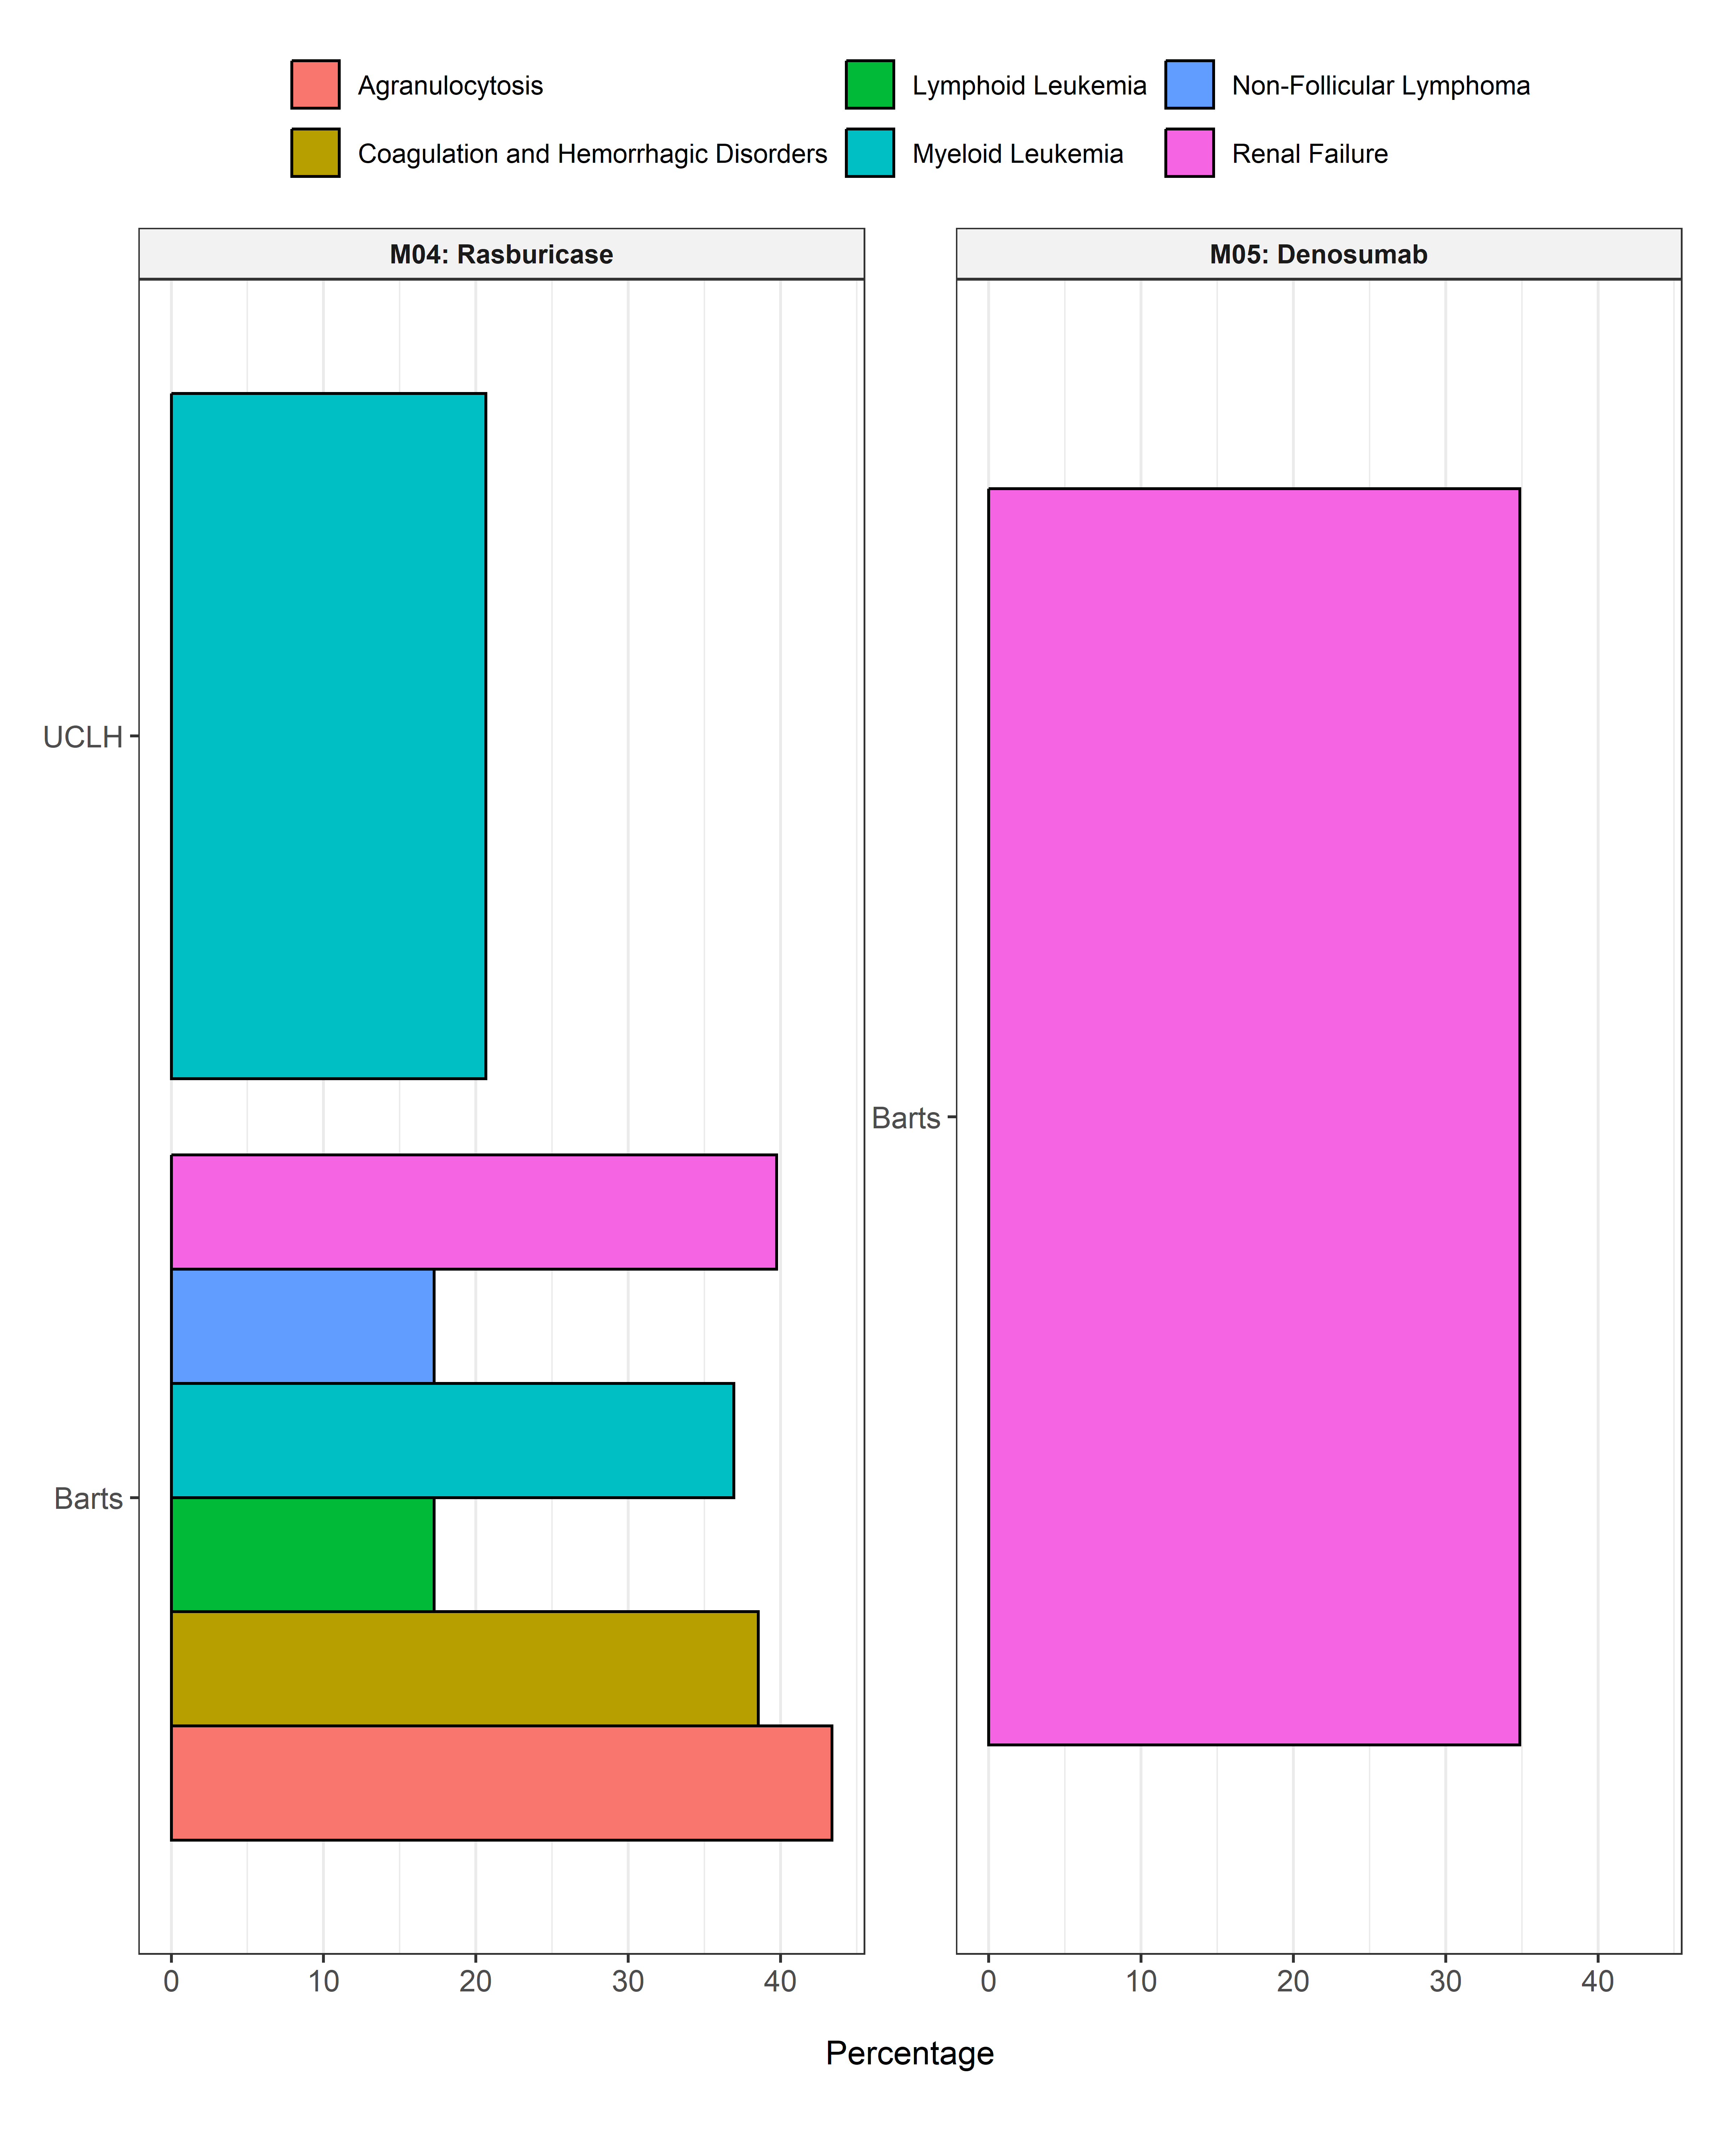 Agranulocytosis
Lymphoid Leukemia
Non-Follicular Lymphoma
Coagulation and Hemorrhagic Disorders
Myeloid Leukemia
Renal Failure
M04: Rasburicase
M05: Denosumab
UCLH
Barts
Barts
0 10 20 30 40
0 10 20 30 40
Percentage